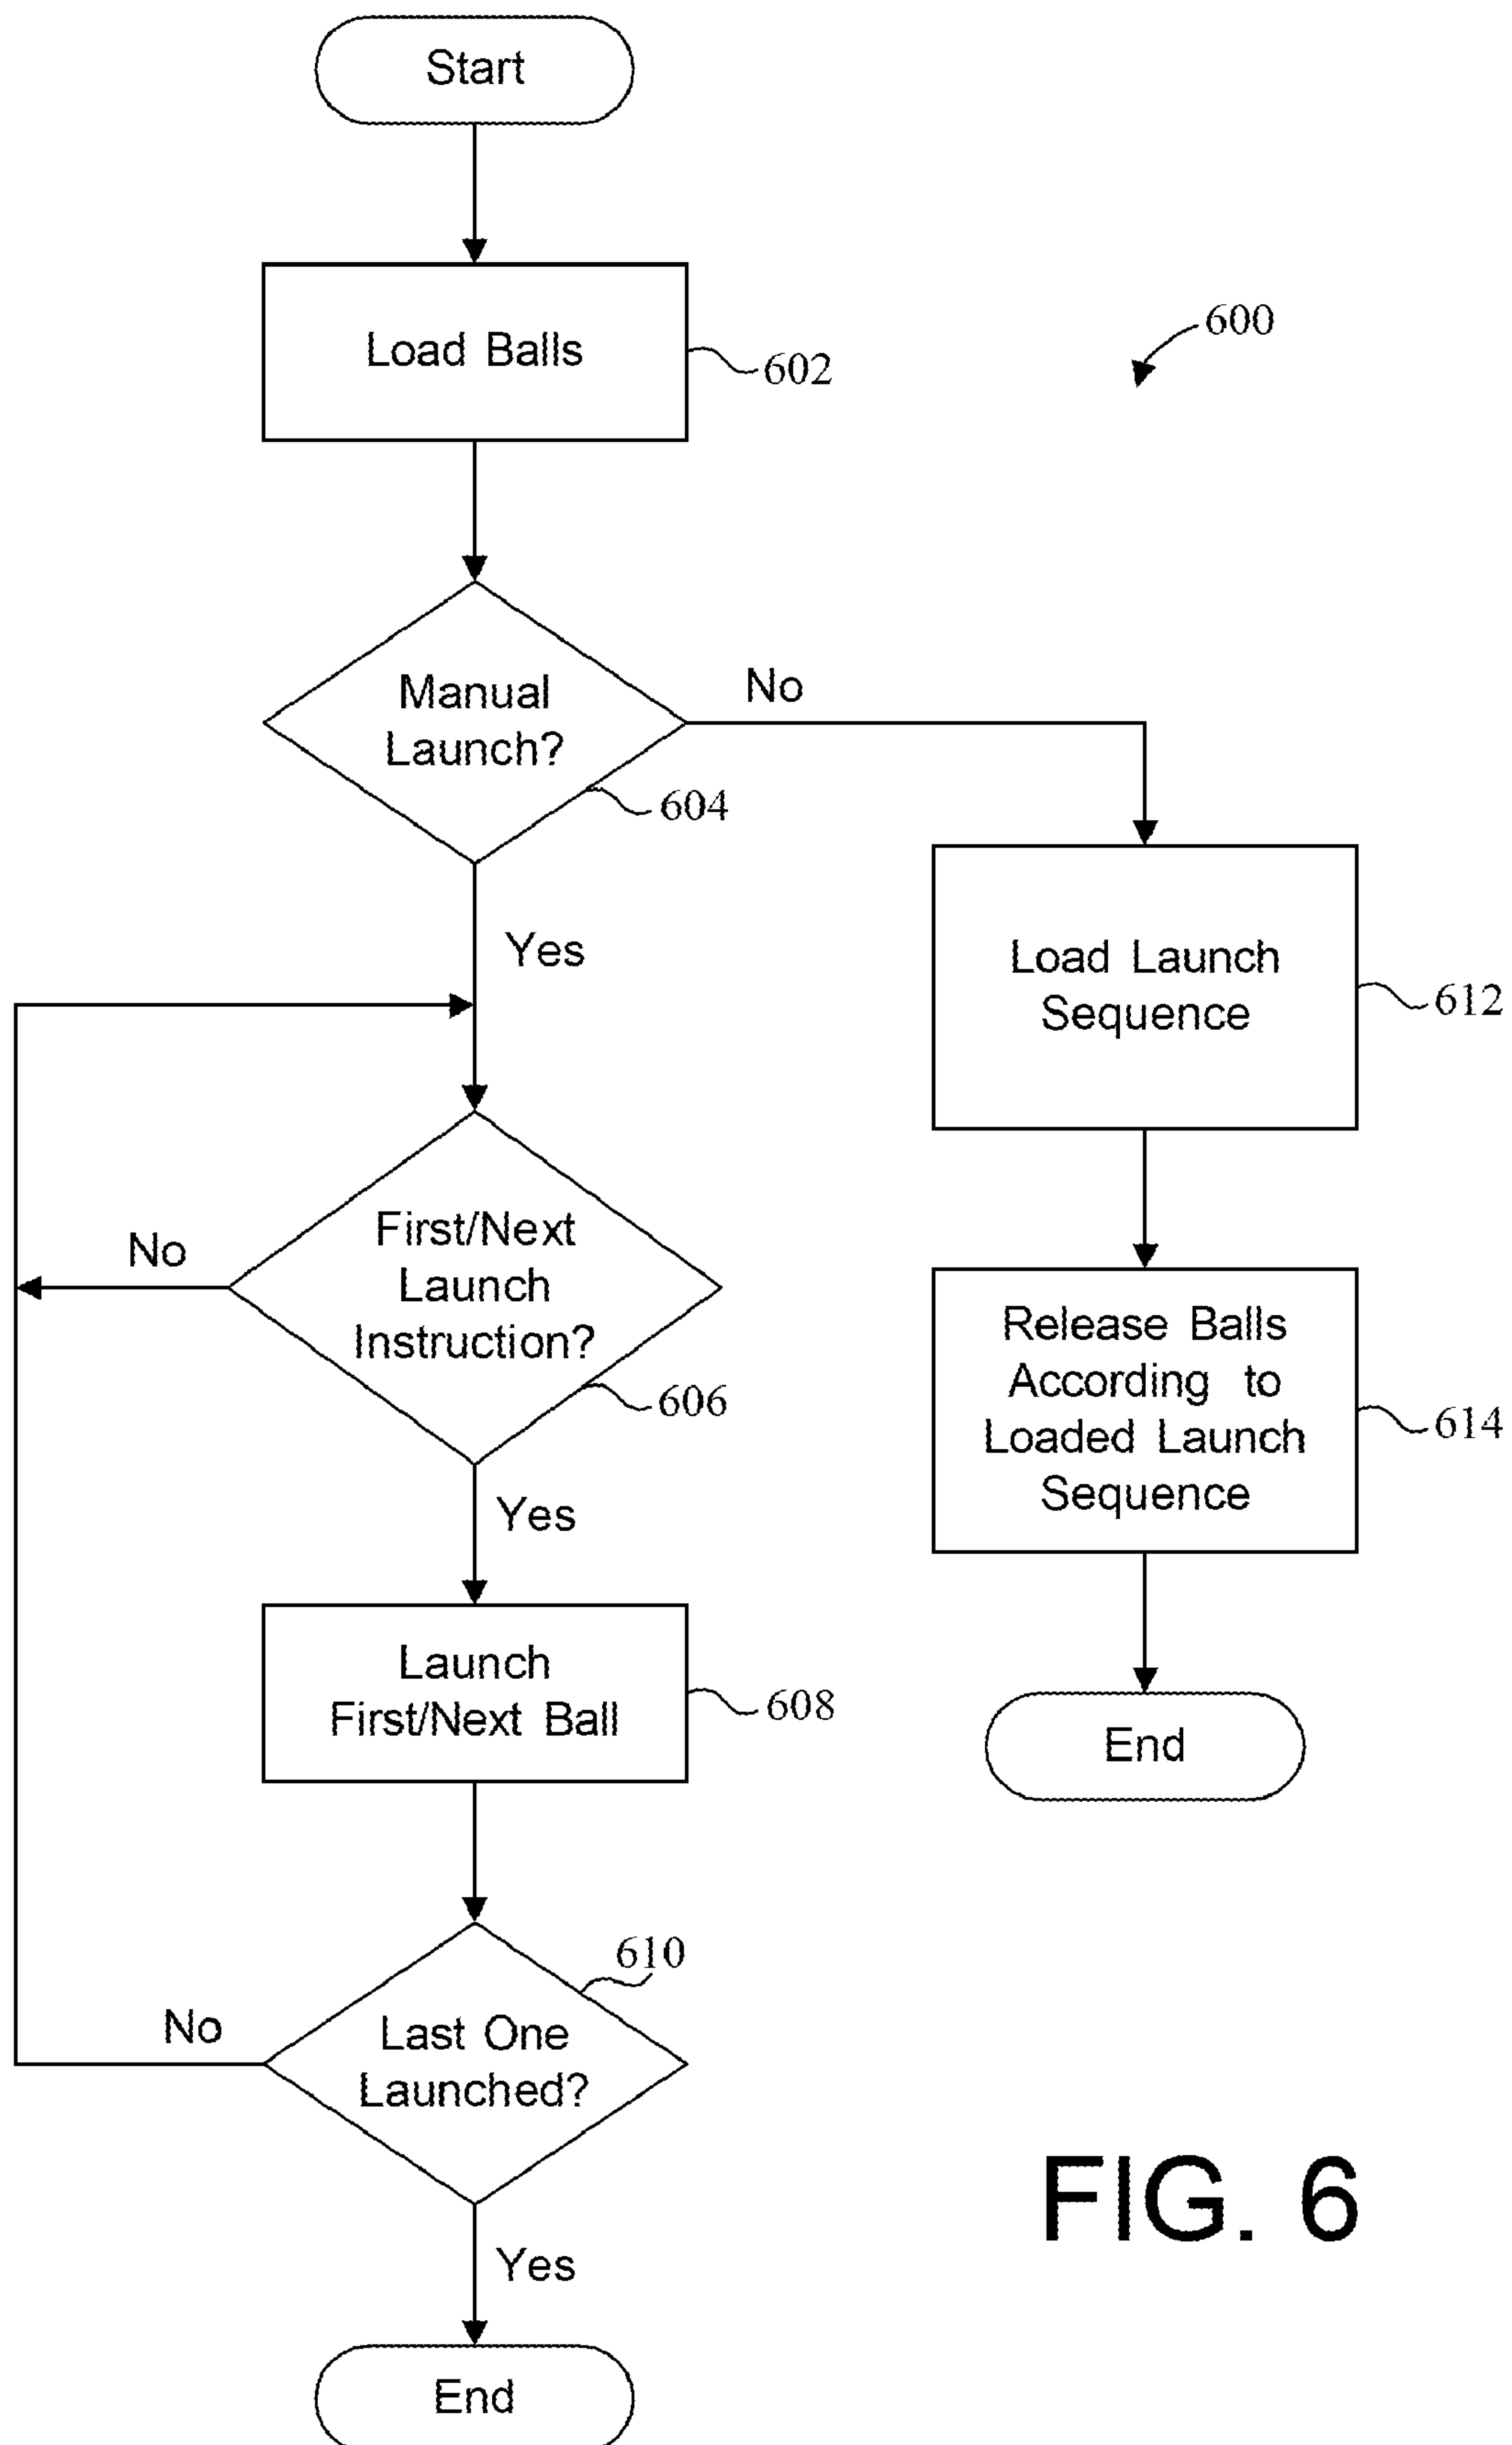 Start
Load Balls
602
600
Manual
Launch?
604
No
Yes
Load Launch
Sequence
612
First/Next
Launch
Instruction?
606
No
Yes
Release Balls
According to
Loaded Launch
Sequence
614
Launch
First/Next Ball
608
End
610
Last One
Launched?
No
Yes
End
FIG. 6